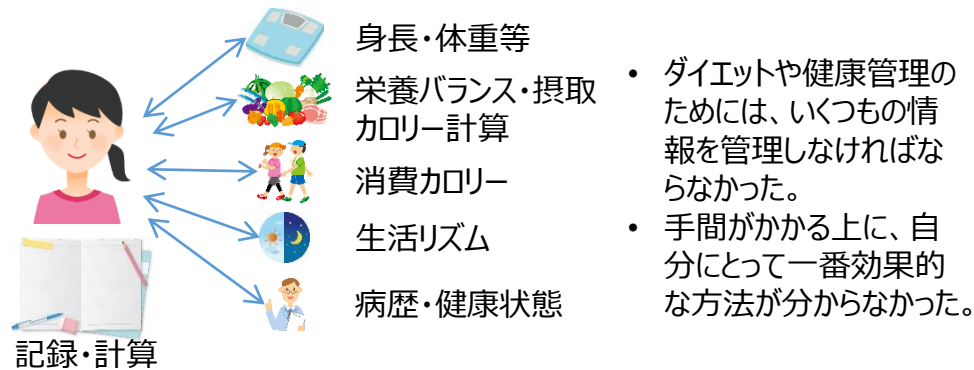 身長・体重等
栄養バランス・摂取
カロリー計算
消費カロリー
生活リズム
病歴・健康状態
記録・計算
• ダイエットや健康管理の
ためには、いくつもの情
報を管理しなければな
らなかった。
• 手間がかかる上に、自
分にとって一番効果的
な方法が分からなかった。